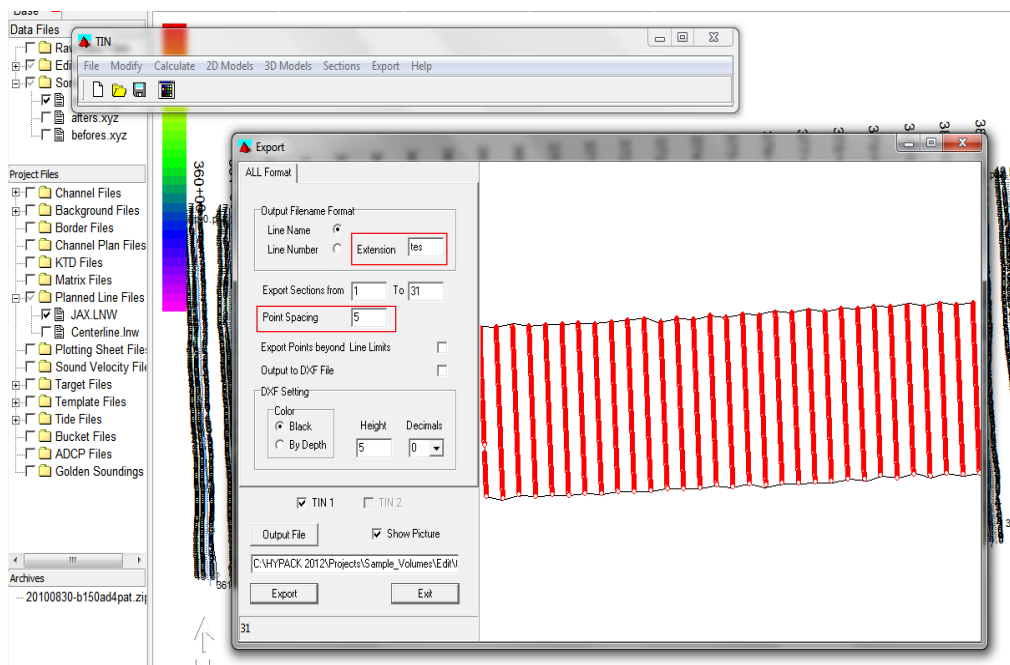 Data Files
TIN
File Modify Calculate 2D Models 3D Models Sections Export Help
afters.xyz
befores.xyz
Project Files
Channel Files
Background Files
Border Files
Channel Plan Files
KTD Files
Matrix Files
Planned Line Files
JAX.LNW
Centerline.lnw
Plotting Sheet File
Sound Velocity File
Target Files
Template Files
Tide Files
Bucket Files
ADCP Files
Golden Soundings
Archives
20100830-b150ad4pat.zip
Export
ALL Format
Output Filename Format
Line Name
Line Number
Extension tes
Export Sections from 1 To 31
Point Spacing 5
Export Points beyond Line Limits
Output to DXF File
DXF Setting
Color
Black
By Depth
Height
5
Decimals
0
TIN 1
TIN 2
Output File
Show Picture
C:\HYPACK 2012\Projects\Sample_Volumes\Edit\
Export
Exit
31